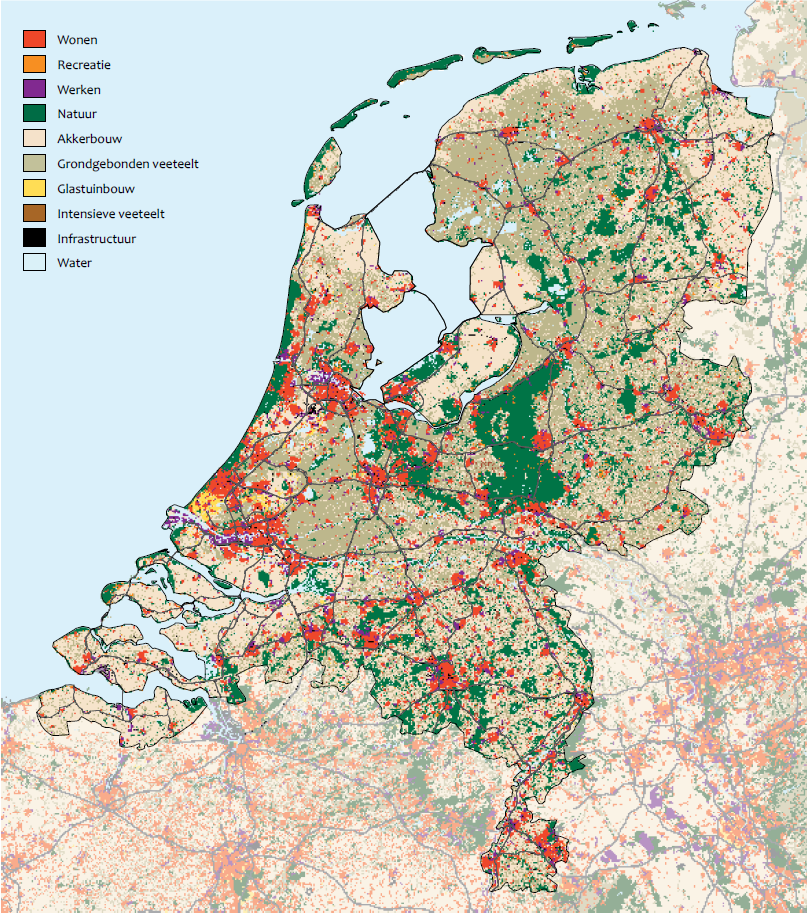 Wonen
Recreatie
Werken
Natuur
Akkerbouw
Grondgebonden veeteelt
Glastuinbouw
Intensieve veeteelt
Infrastructuur
Water